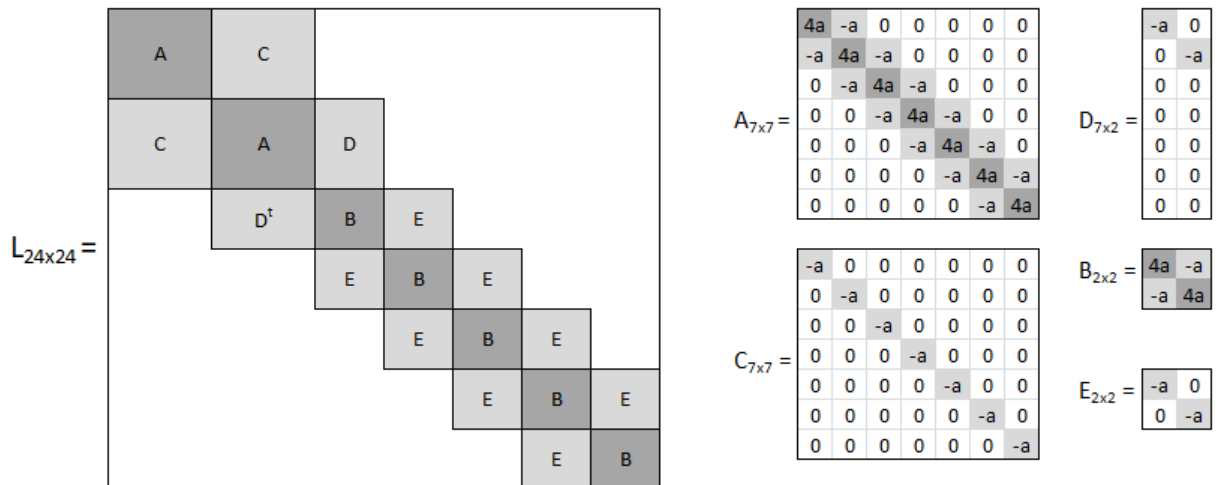 L24x24 =
A C
C A D
Dᵗ B E
E B E
E B E
E B E
E B
A7x7 =
4a -a 0 0 0 0 0
-a 4a -a 0 0 0 0
0 -a 4a -a 0 0 0
0 0 -a 4a -a 0 0
0 0 0 -a 4a -a 0
0 0 0 0 -a 4a -a
0 0 0 0 0 -a 4a
D7x2 =
-a 0
0 -a
0 0
0 0
0 0
0 0
0 0
C7x7 =
-a 0 0 0 0 0 0
0 -a 0 0 0 0 0
0 0 -a 0 0 0 0
0 0 0 -a 0 0 0
0 0 0 0 -a 0 0
0 0 0 0 0 -a 0
0 0 0 0 0 0 -a
B2x2 =
4a -a
-a 4a
E2x2 =
-a 0
0 -a